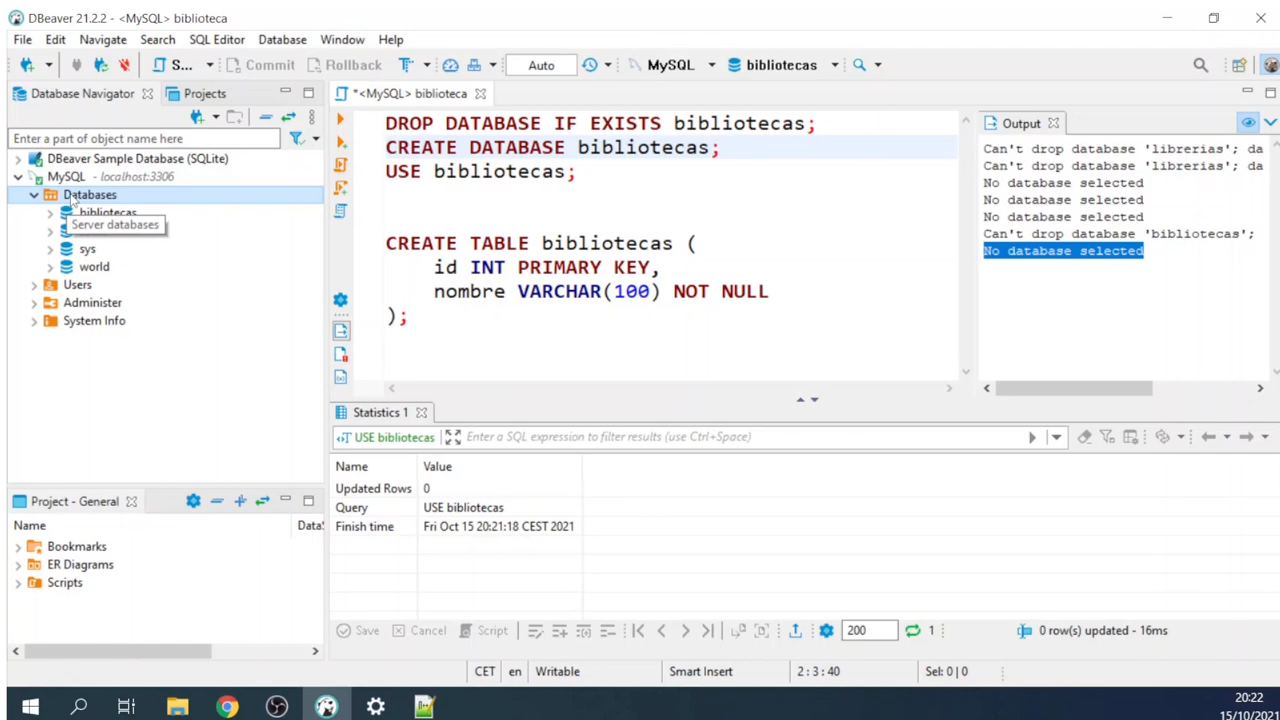 DBeaver 21.2.2 - <MySQL> biblioteca
File Edit Navigate Search SQL Editor Database Window Help
S... Commit Rollback Auto MySQL bibliotecas
Database Navigator Projects
*<MySQL> biblioteca
Enter a part of object name here
DBeaver Sample Database (SQLite)
MySQL - localhost:3306
Databases
bibliotecas
Server databases
sys
world
Users
Administer
System Info
DROP DATABASE IF EXISTS bibliotecas;
CREATE DATABASE bibliotecas;
USE bibliotecas;
CREATE TABLE bibliotecas (
id INT PRIMARY KEY,
nombre VARCHAR(100) NOT NULL
);
Output
Can't drop database 'librerias'; da
Can't drop database 'librerias'; da
No database selected
No database selected
No database selected
Can't drop database 'bibliotecas';
No database selected
Statistics 1
USE bibliotecas Enter a SQL expression to filter results (use Ctrl+Space)
Name Value
Updated Rows 0
Query USE bibliotecas
Finish time Fri Oct 15 20:21:18 CEST 2021
Project - General
Name DataS
Bookmarks
ER Diagrams
Scripts
Save Cancel Script 200 1 0 row(s) updated - 16ms
CET en Writable Smart Insert 2 : 3 : 40 Sel: 0 | 0
20:22
15/10/2021